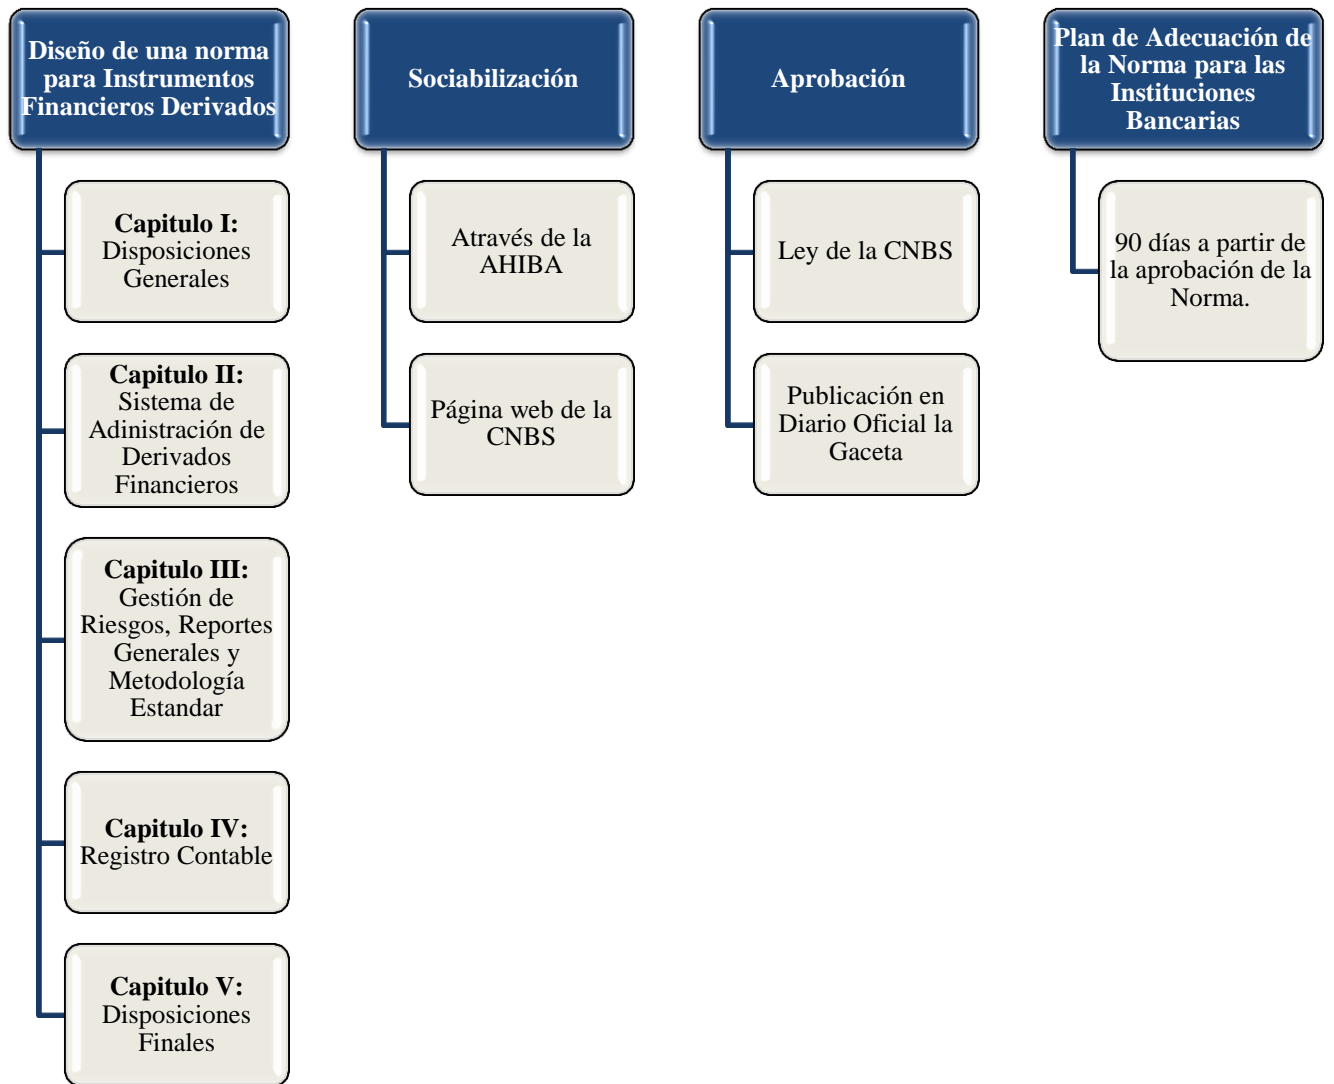 Diseño de una norma
para Instrumentos
Financieros Derivados
Capitulo I:
Disposiciones
Generales
Capitulo II:
Sistema de
Adinistración de
Derivados
Financieros
Capitulo III:
Gestión de
Riesgos, Reportes
Generales y
Metodología
Estandar
Capitulo IV:
Registro Contable
Capitulo V:
Disposiciones
Finales
Sociabilización
Através de la
AHIBA
Página web de la
CNBS
Aprobación
Ley de la CNBS
Publicación en
Diario Oficial la
Gaceta
Plan de Adecuación de
la Norma para las
Instituciones
Bancarias
90 días a partir de
la aprobación de la
Norma.